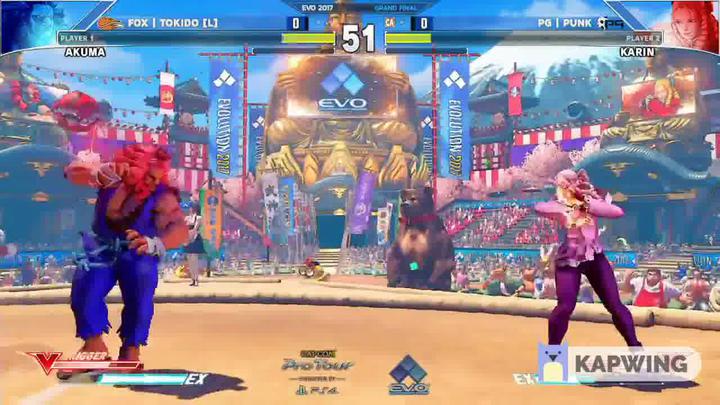 EVO 2017 GRAND FINAL
FOX | TOKIDO [L] 0 CA 0 PG | PUNK
PLAYER 1 51 PLAYER 2
AKUMA KARIN
EVO
EVOLUTION 2017
EVOLUTION 2017
TRIGGER
EX
CAPCOM
Pro Tour
PS4
EVO
EX
KAPWING